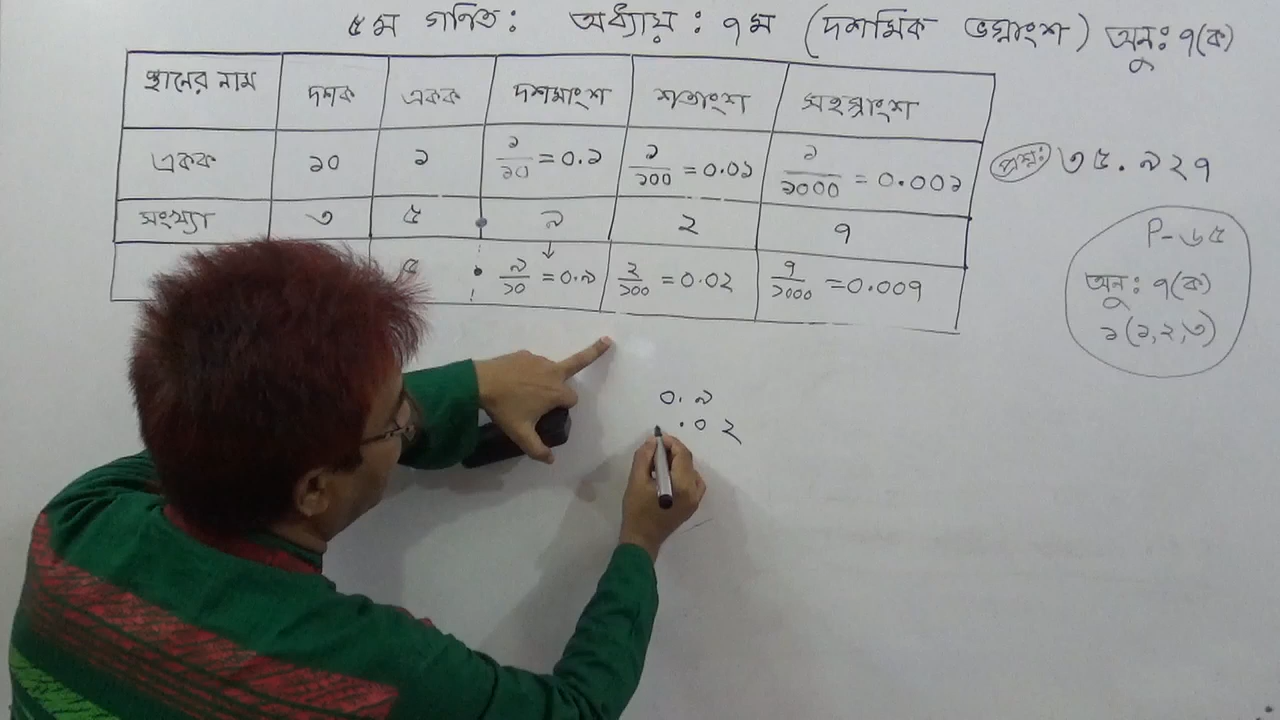 ৫ম গণিত: অধ্যায় : ৭ম (দশমিক ভগ্নাংশ) অনু: ৭(ক)
স্থানের নাম দশক একক দশমাংশ শতাংশ সহস্রাংশ
একক ১০ ১ ১/১০ = ০.১ ১/১০০ = ০.০১ ১/১০০০ = ০.০০১
সংখ্যা ৩ ৫ . ৯ ২ ৭
৫ . ৯/১০ = ০.৯ ২/১০০ = ০.০২ ৭/১০০০ = ০.০০৭
প্রশ্ন: ৩৫.৯২৭
P-৬৫
অনু: ৭(ক)
১(১,২,৩)
০.৯
.০২